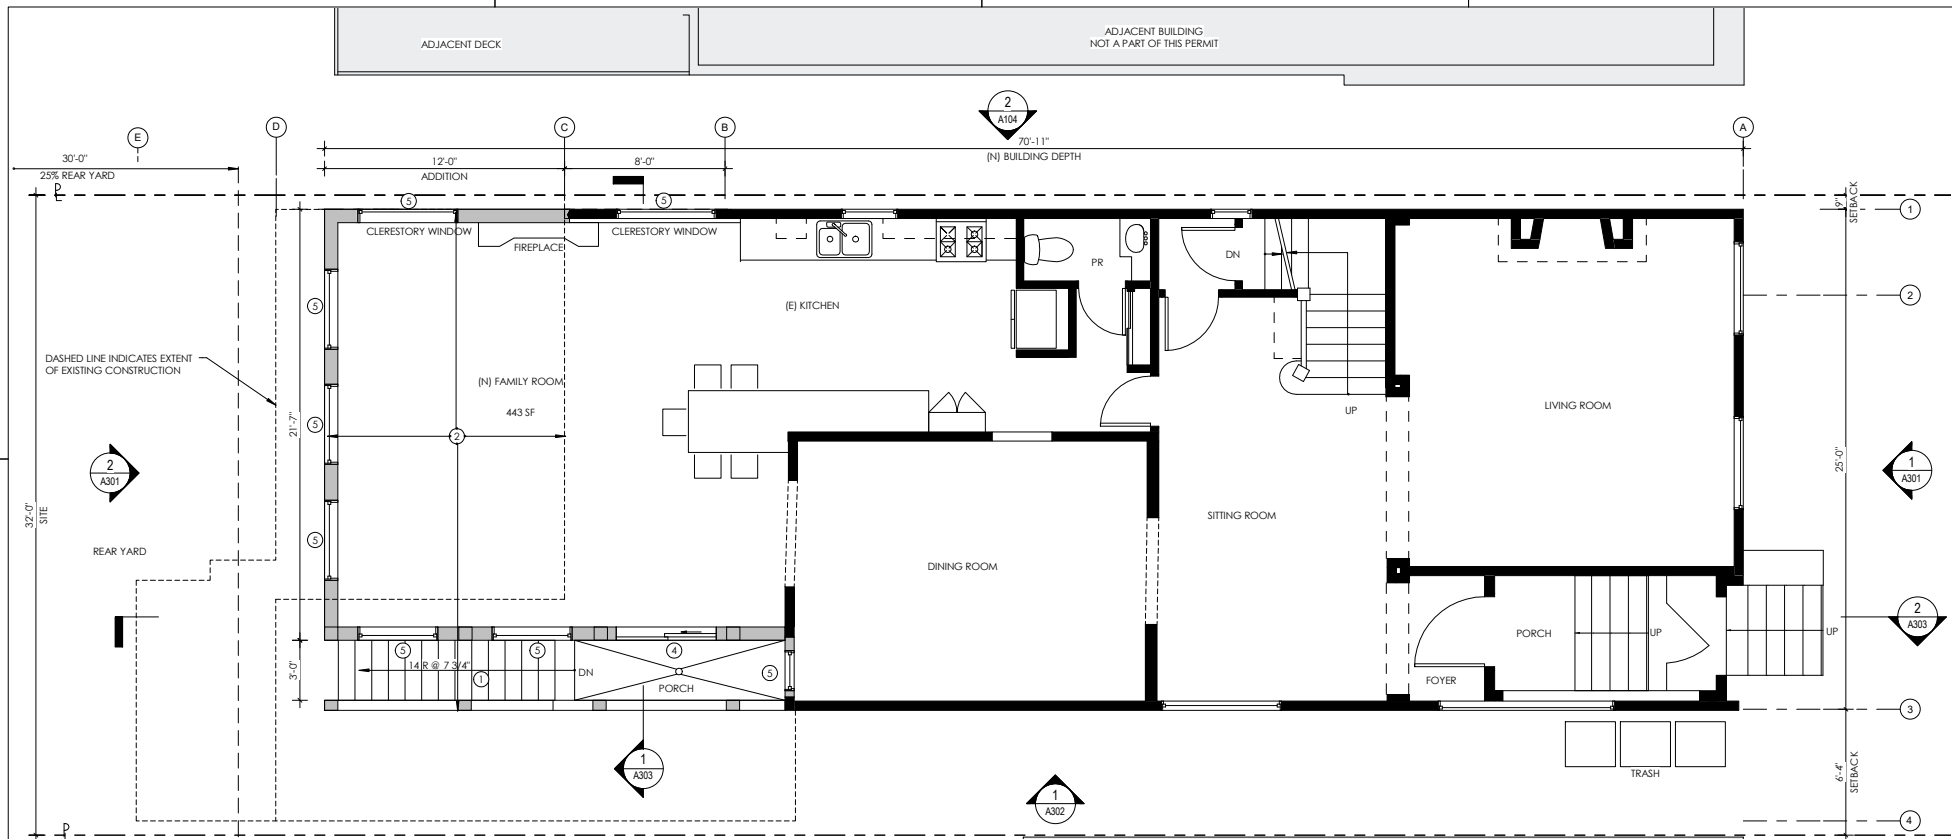 ADJACENT DECK
ADJACENT BUILDING
NOT A PART OF THIS PERMIT
2
A104
E
D
C
B
A
70'-11"
(N) BUILDING DEPTH
30'-0"
25% REAR YARD
12'-0"
ADDITION
8'-0"
PL
9"
SETBACK
1
5
5
CLERESTORY WINDOW
FIREPLACE
CLERESTORY WINDOW
PR
DN
2
5
(E) KITCHEN
DASHED LINE INDICATES EXTENT
OF EXISTING CONSTRUCTION
(N) FAMILY ROOM
443 SF
21'-7"
5
2
UP
LIVING ROOM
2
A301
25'-0"
1
A301
32'-0"
SITE
5
REAR YARD
SITTING ROOM
DINING ROOM
5
5
4
5
14 R @ 7 3/4"
1
DN
PORCH
3'-0"
PORCH
UP
UP
FOYER
2
A303
3
1
A303
TRASH
6'-4"
SETBACK
1
A302
4
P